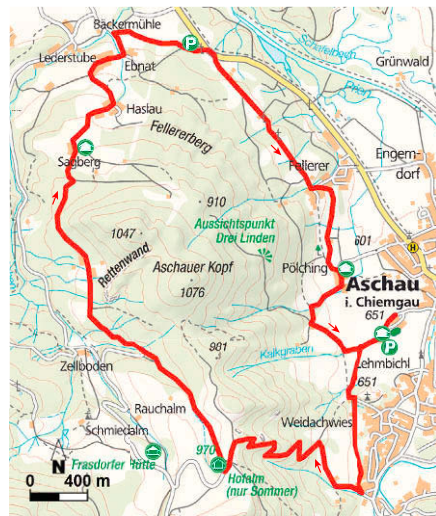 Bäckermühle
P
Schafelbach
Grünwald
Lederstube
Ebnat
Prien
Haslau
Fellererberg
Sagberg
Fellerer
Engern-
dorf
910
Aussichtspunkt
Drei Linden
601
H
1047
Rettenwand
Aschauer Kopf
1076
Pölching
Aschau
i. Chiemgau
651
P
981
Kalkgraben
Lehmbichl
651
Zellboden
Rauchalm
Weidachwies
Schmiedalm
970
N
Frasdorfer Hütte
Hofalm
(nur Sommer)
0
400 m